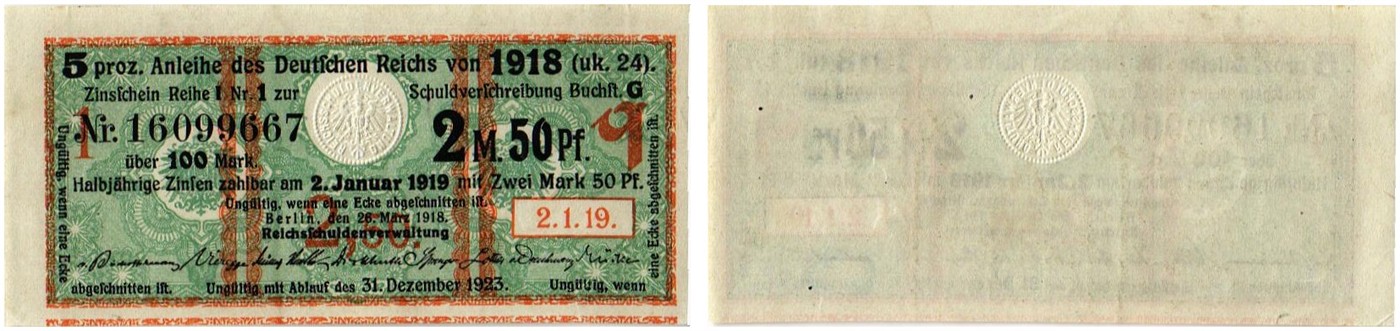 5 proz. Anleihe des Deutſchen Reichs von 1918 (uk. 24).
Zinsſchein Reihe I. Nr. 1 zur Schuldverſchreibung Buchſt. G
1 Nr. 16099667 2 M. 50 Pf. q
über 100 Mark.
Halbjährige Zinſen zahlbar am 2. Januar 1919 mit Zwei Mark 50 Pf.
Ungültig, wenn eine Ecke abgeſchnitten iſt.
Berlin, den 26. März 1918.
2.1.19.
Reichsſchuldenverwaltung
2,50.
abgeſchnitten iſt. Ungültig mit Ablauf des 31. Dezember 1923. Ungültig, wenn
Ungültig, wenn eine Ecke
eine Ecke abgeſchnitten iſt.